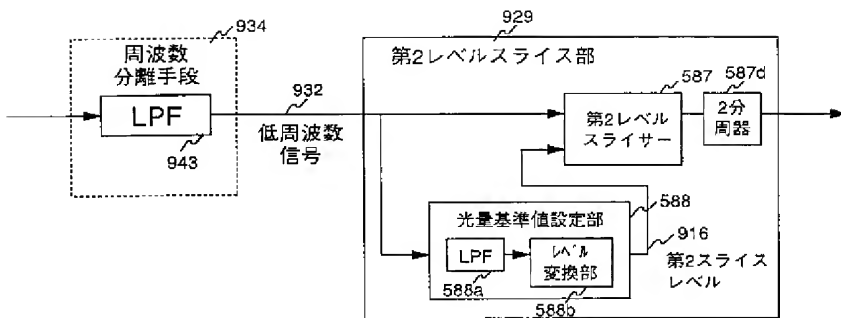 934
周波数
分離手段
LPF
943
932
低周波数
信号
929
第2レベルスライス部
587
第2レベル
スライサー
587d
2分
周器
588
光量基準値設定部
LPF
588a
レベル
変換部
588b
916
第2スライス
レベル